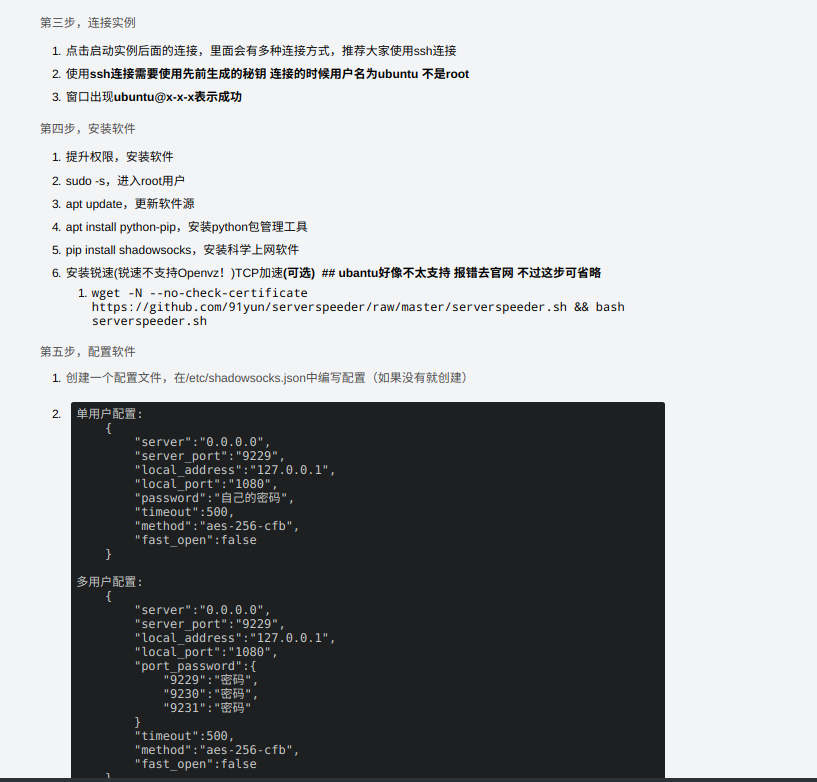 第三步，连接实例
1. 点击启动实例后面的连接，里面会有多种连接方式，推荐大家使用ssh连接
2. 使用ssh连接需要使用先前生成的秘钥 连接的时候用户名为ubuntu 不是root
3. 窗口出现ubuntu@x-x-x表示成功
第四步，安装软件
1. 提升权限，安装软件
2. sudo -s，进入root用户
3. apt update，更新软件源
4. apt install python-pip，安装python包管理工具
5. pip install shadowsocks，安装科学上网软件
6. 安装锐速(锐速不支持Openvz！)TCP加速(可选) ## ubantu好像不太支持 报错去官网 不过这步可省略
1. wget -N --no-check-certificate
https://github.com/91yun/serverspeeder/raw/master/serverspeeder.sh && bash
serverspeeder.sh
第五步，配置软件
1. 创建一个配置文件，在/etc/shadowsocks.json中编写配置（如果没有就创建）
2. 单用户配置:
{
"server":"0.0.0.0",
"server_port":"9229",
"local_address":"127.0.0.1",
"local_port":"1080",
"password":"自己的密码",
"timeout":500,
"method":"aes-256-cfb",
"fast_open":false
}
多用户配置:
{
"server":"0.0.0.0",
"server_port":"9229",
"local_address":"127.0.0.1",
"local_port":"1080",
"port_password":{
"9229":"密码",
"9230":"密码",
"9231":"密码"
}
"timeout":500,
"method":"aes-256-cfb",
"fast_open":false
}